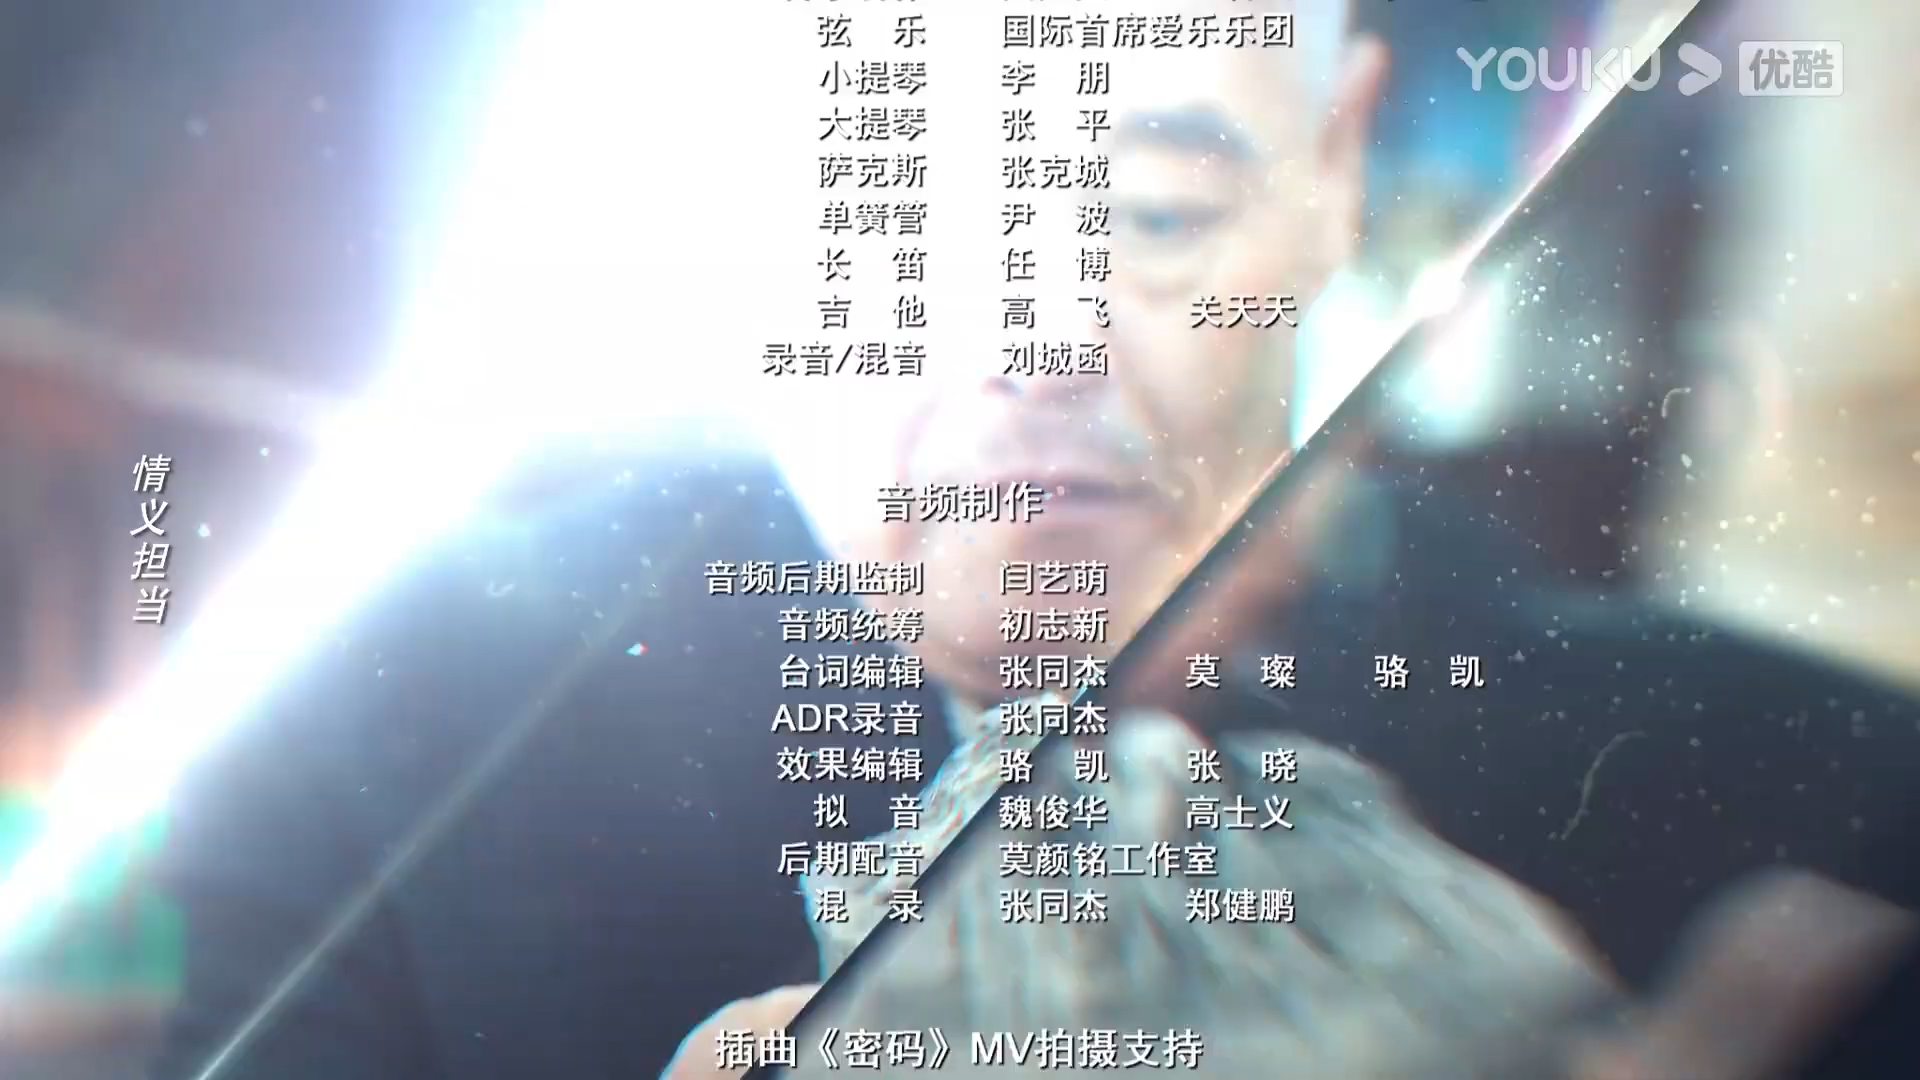 弦 乐 国际首席爱乐乐团
YOUKU 优酷
小提琴 李 朋
大提琴 张 平
萨克斯 张克城
单簧管 尹 波
长 笛 任 博
吉 他 高 飞 关天天
录音/混音 刘城函
情义担当
音频制作
音频后期监制 闫艺萌
音频统筹 初志新
台词编辑 张同杰 莫 璨 骆 凯
ADR录音 张同杰
效果编辑 骆 凯 张 晓
拟 音 魏俊华 高士义
后期配音 莫颜铭工作室
混 录 张同杰 郑健鹏
插曲《密码》MV拍摄支持